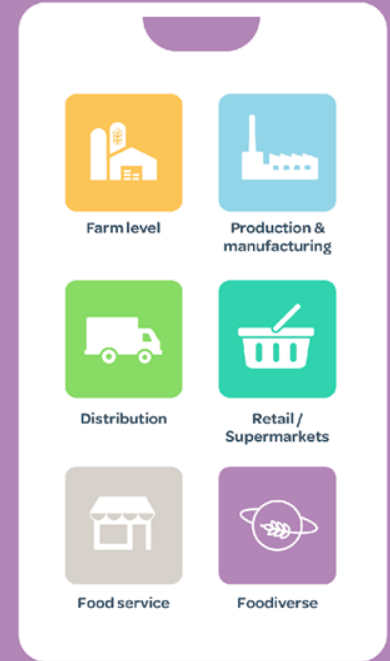 Farm level
Production &
manufacturing
Distribution
Retail /
Supermarkets
Food service
Foodiverse